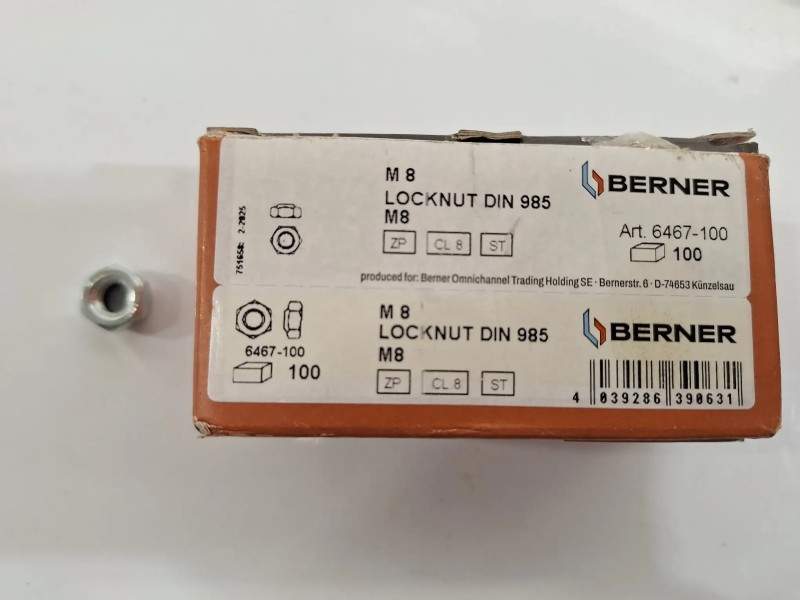 M 8
LOCKNUT DIN 985
M8
ZP CL 8 ST
BERNER
Art. 6467-100
100
751658: 2-2025
produced for: Berner Omnichannel Trading Holding SE · Bernerstr. 6 · D-74653 Künzelsau
M 8
LOCKNUT DIN 985
M8
ZP CL 8 ST
6467-100
100
BERNER
4 039286 390631